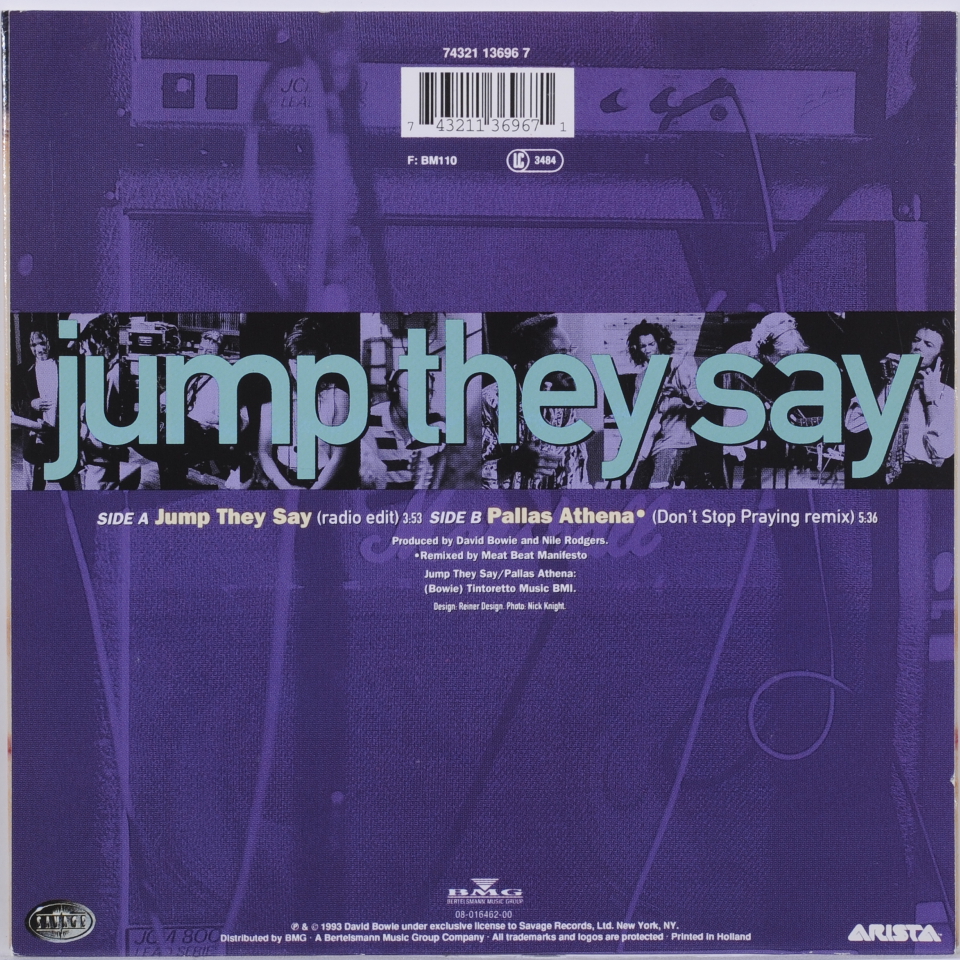 74321 13696 7
7 43211 36967 1
F: BM110
LC 3484
jump they say
SIDE A Jump They Say (radio edit) 3:53 SIDE B Pallas Athena• (Don't Stop Praying remix) 5:36
Produced by David Bowie and Nile Rodgers.
•Remixed by Meat Beat Manifesto
Jump They Say/Pallas Athena:
(Bowie) Tintoretto Music BMI.
Design: Reiner Design. Photo: Nick Knight.
BMG
BERTELSMANN MUSIC GROUP
08-016462-00
SAVAGE
℗ & © 1993 David Bowie under exclusive license to Savage Records, Ltd. New York, NY.
Distributed by BMG · A Bertelsmann Music Group Company · All trademarks and logos are protected · Printed in Holland
ARISTA